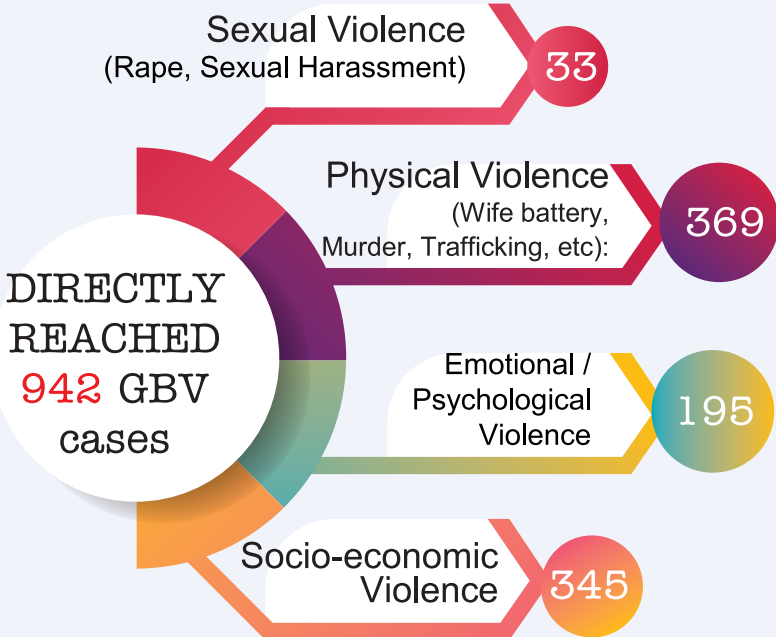 Sexual Violence
(Rape, Sexual Harassment)
33
Physical Violence
(Wife battery,
Murder, Trafficking, etc):
369
DIRECTLY
REACHED
942 GBV
cases
Emotional /
Psychological
Violence
195
Socio-economic
Violence
345